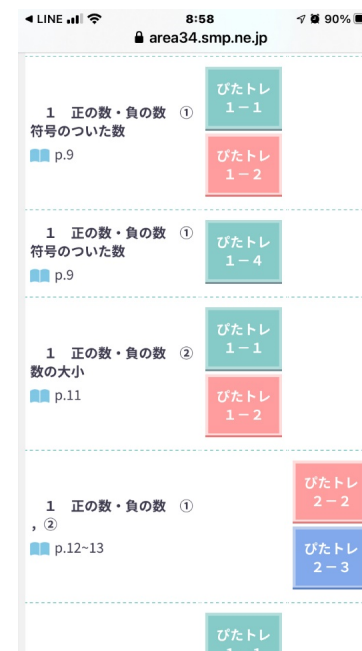 LINE
8:58
90%
area34.smp.ne.jp
ぴたトレ
1-1
1 正の数・負の数 ①
符号のついた数
p.9
ぴたトレ
1-2
1 正の数・負の数 ①
符号のついた数
p.9
ぴたトレ
1-4
1 正の数・負の数 ②
数の大小
p.11
ぴたトレ
1-1
ぴたトレ
1-2
1 正の数・負の数 ①
, ②
p.12~13
ぴたトレ
2-2
ぴたトレ
2-3
ぴたトレ